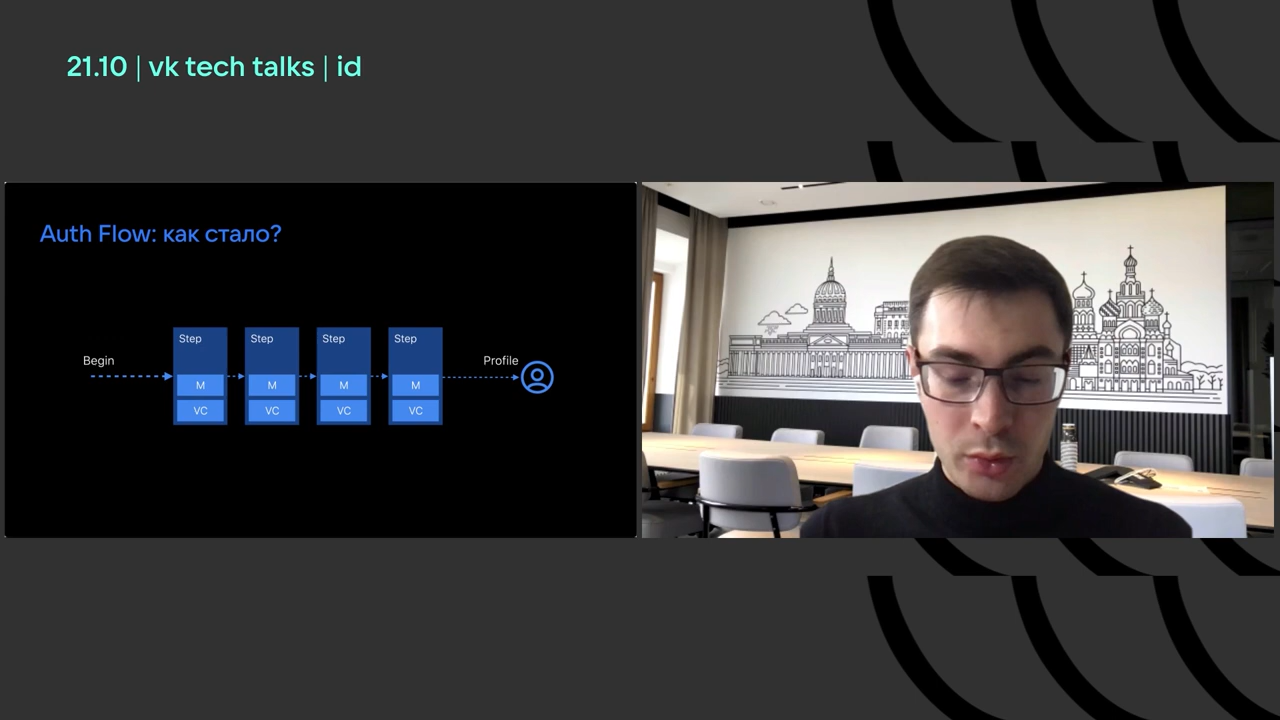 21.10 | vk tech talks | id
Auth Flow: как стало?
Begin
Step
Step
Step
Step
M
M
M
M
VC
VC
VC
VC
Profile